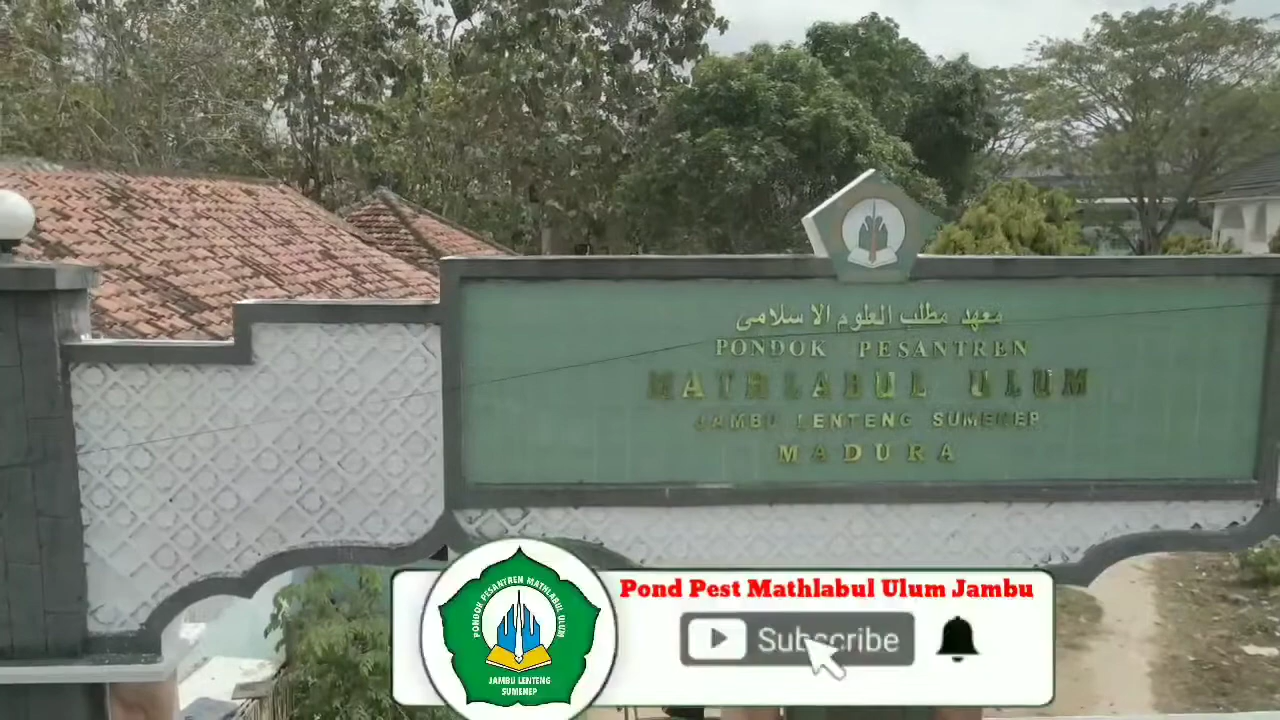 معهد مطلب العلوم الاسلامى
PONDOK PESANTREN
MATHLABUL ULUM
JAMBU LENTENG SUMENEP
MADURA
Pond Pest Mathlabul Ulum Jambu
Subscribe
PONDOK PESANTREN MATHLABUL ULUM
JAMBU LENTENG
SUMENEP